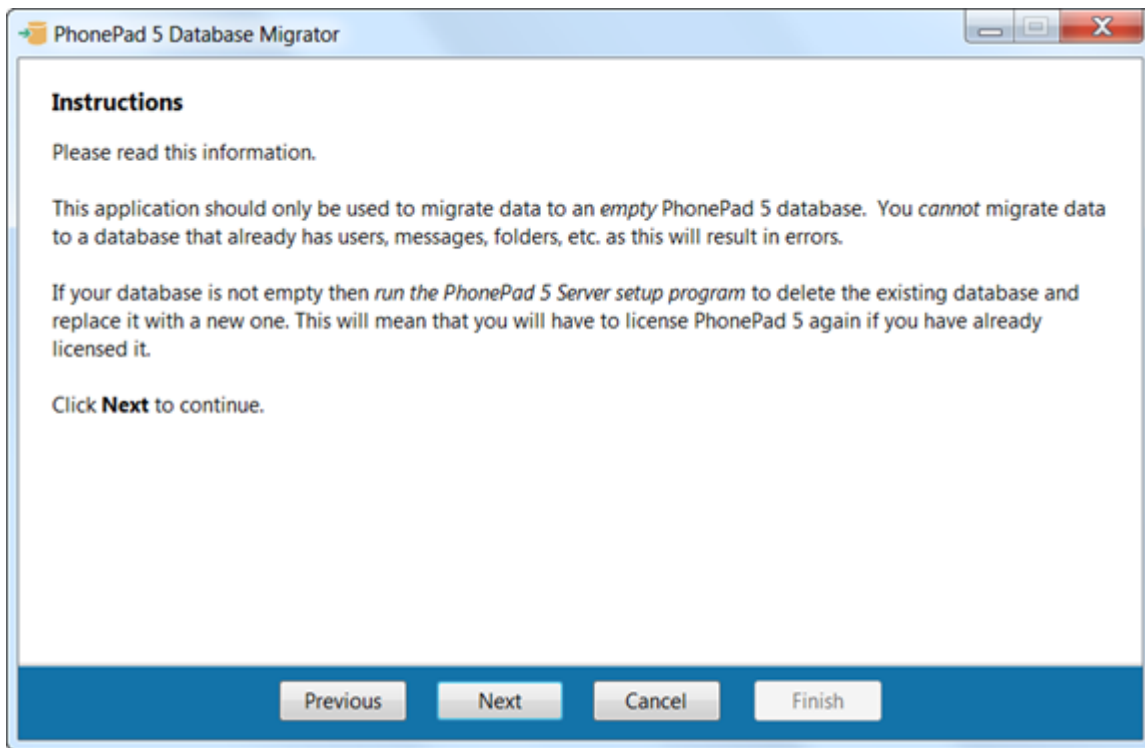 PhonePad 5 Database Migrator
X
Instructions
Please read this information.
This application should only be used to migrate data to an empty PhonePad 5 database.  You cannot migrate data
to a database that already has users, messages, folders, etc. as this will result in errors.
If your database is not empty then run the PhonePad 5 Server setup program to delete the existing database and
replace it with a new one. This will mean that you will have to license PhonePad 5 again if you have already
licensed it.
Click Next to continue.
Previous Next Cancel Finish